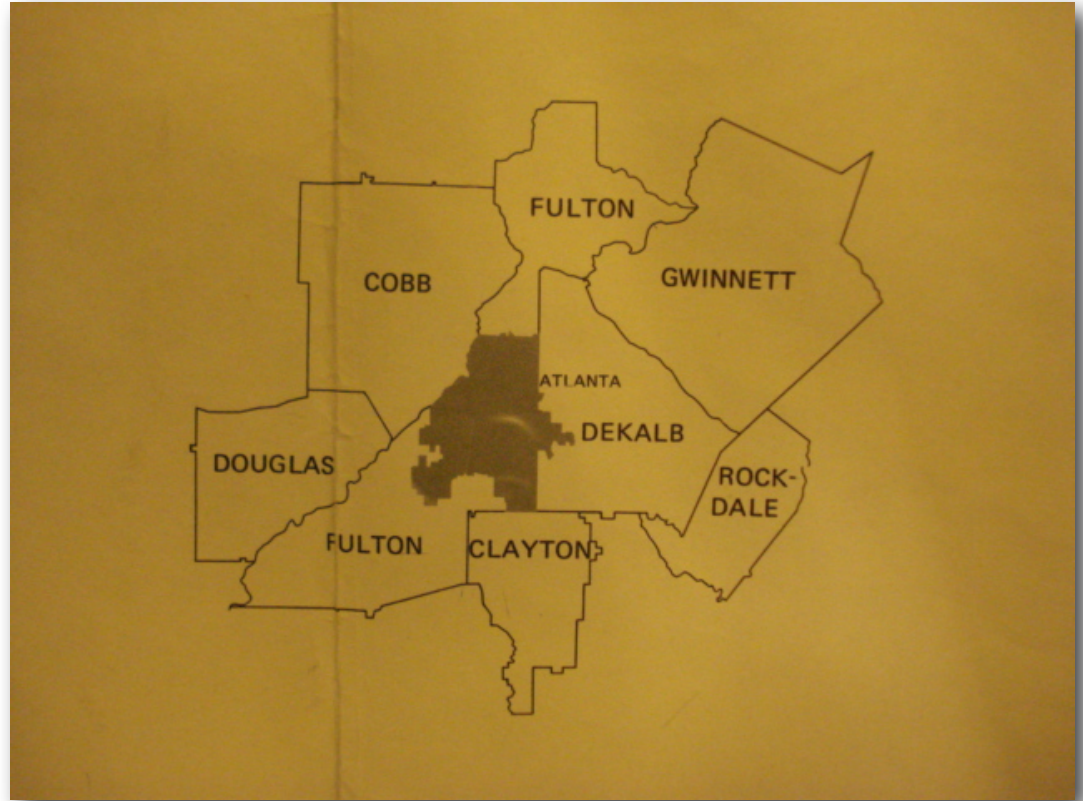 FULTON
GWINNETT
COBB
ATLANTA
DEKALB
DOUGLAS
ROCK-
DALE
FULTON
CLAYTON